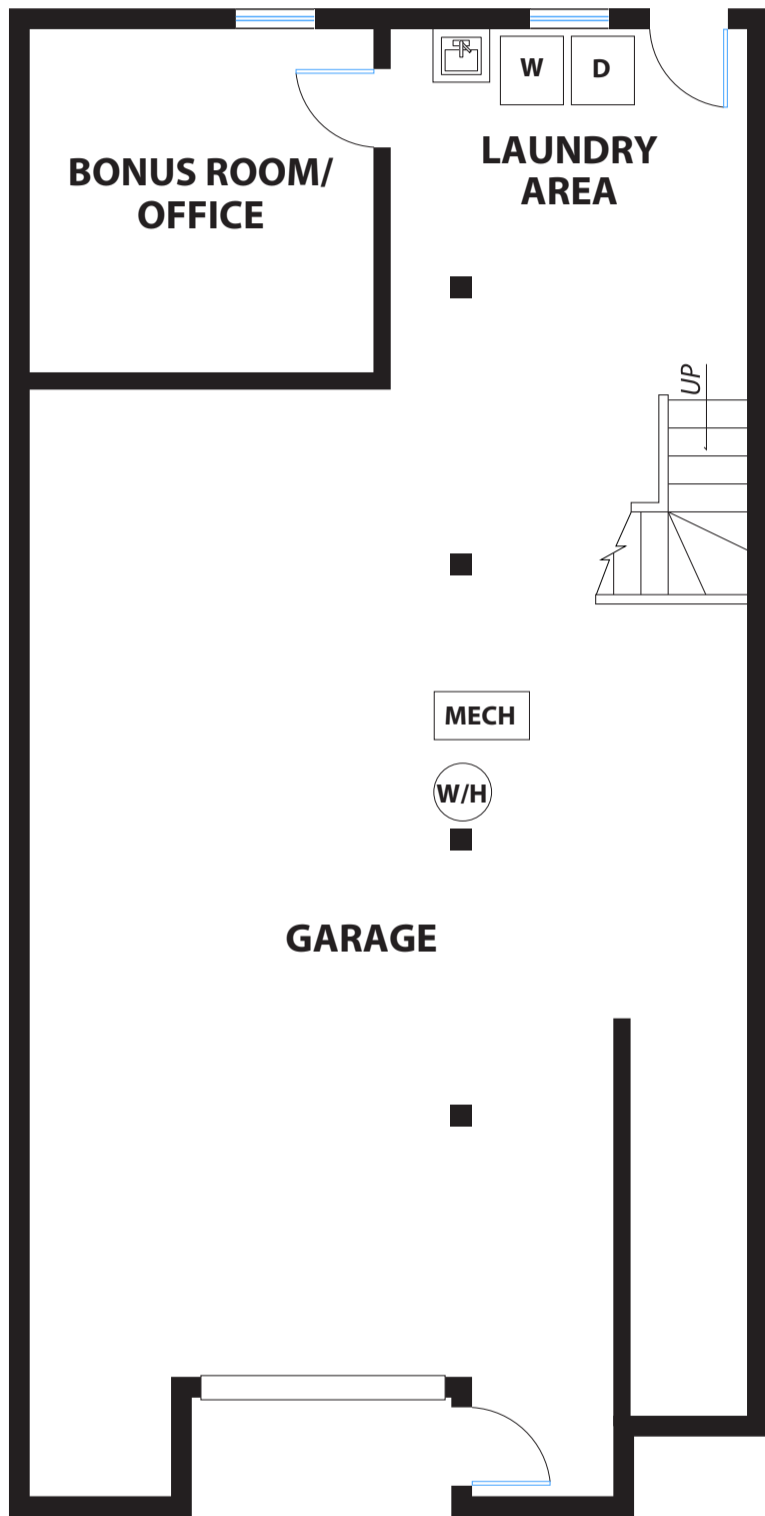 W
D
BONUS ROOM/
OFFICE
LAUNDRY
AREA
UP
MECH
W/H
GARAGE